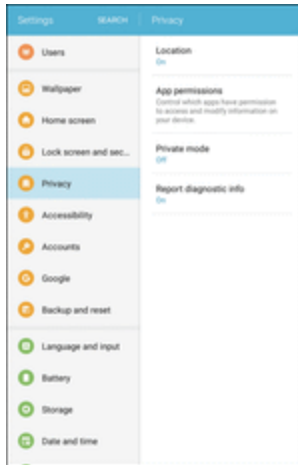 Settings
SEARCH
Privacy
Users
Wallpaper
Home screen
Lock screen and sec...
Privacy
Accessibility
Accounts
Google
Backup and reset
Language and input
Battery
Storage
Date and time
Location
On
App permissions
Control which apps have permission
to access and modify information on
your device.
Private mode
Off
Report diagnostic info
On